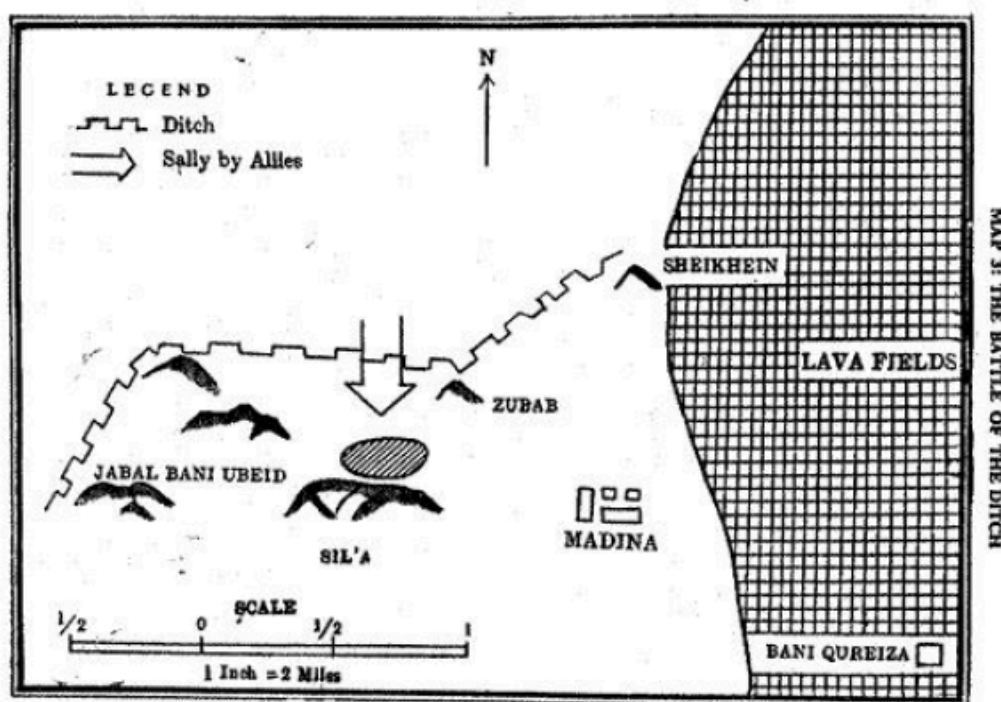 LEGEND
Ditch
Sally by Allies
N
SHEIKHEIN
LAVA FIELDS
ZUBAB
JABAL BANI UBEID
MADINA
SIL'A
SCALE
1/2 0 1/2 1
1 Inch = 2 Miles
BANI QUREIZA
MAP 3: THE BATTLE OF THE DITCH